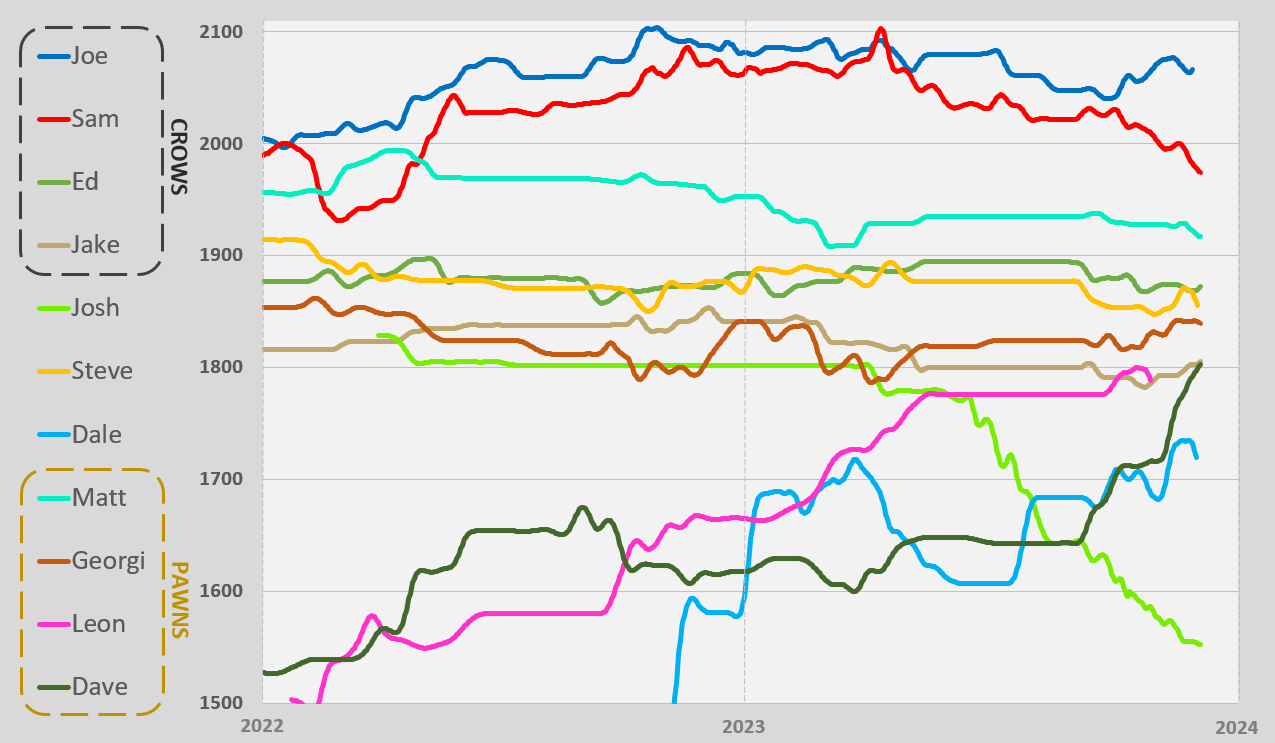 Joe
Sam
Ed
Jake
CROWS
Josh
Steve
Dale
Matt
Georgi
Leon
Dave
PAWNS
2100
2000
1900
1800
1700
1600
1500
2022
2023
2024